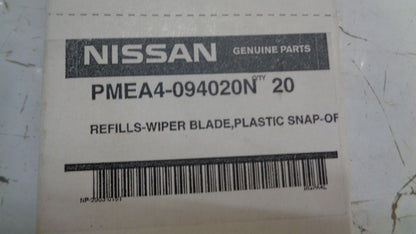 NISSAN GENUINE PARTS
PMEA4-094020N QTY 20
REFILLS-WIPER BLADE,PLASTIC SNAP-OF